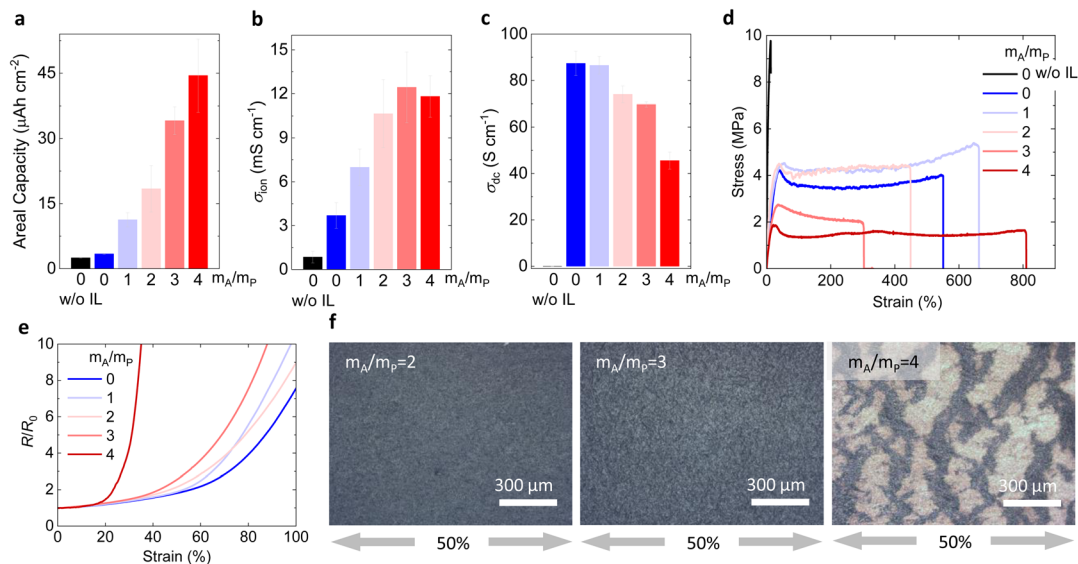 a
Areal Capacity (μAh cm⁻²)
45
30
15
0
0 0 1 2 3 4 mA/mP
w/o IL
b
σion (mS cm⁻¹)
15
12
9
6
3
0
0 0 1 2 3 4 mA/mP
w/o IL
c
σdc (S cm⁻¹)
100
80
60
40
20
0
0 0 1 2 3 4 mA/mP
w/o IL
d
Stress (MPa)
10
8
6
4
2
0
0 200 400 600 800
Strain (%)
mA/mP
0 w/o IL
0
1
2
3
4
e
R/R0
10
8
6
4
2
0
0 20 40 60 80 100
Strain (%)
mA/mP
0
1
2
3
4
f
mA/mP=2
300 μm
50%
mA/mP=3
300 μm
50%
mA/mP=4
300 μm
50%